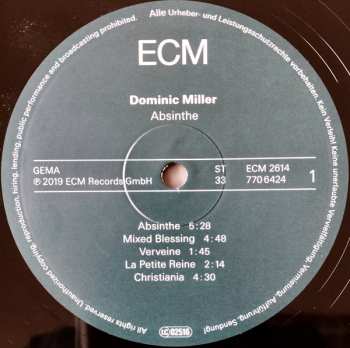 Alle Urheber- und Leistungsschutzrechte vorbehalten. Kein Verleih! Keine unerlaubte Vervielfältigung, Vermietung, Aufführung, Sendung!
ECM
Dominic Miller
Absinthe
GEMA ST ECM 2614
℗ 2019 ECM Records GmbH 33 770 6424 1
Absinthe 5:28
Mixed Blessing 4:48
Verveine 1:45
La Petite Reine 2:14
Christiania 4:30
LC 02516
All rights reserved. Unauthorized copying, reproduction, hiring, lending, public performance and broadcasting prohibited.